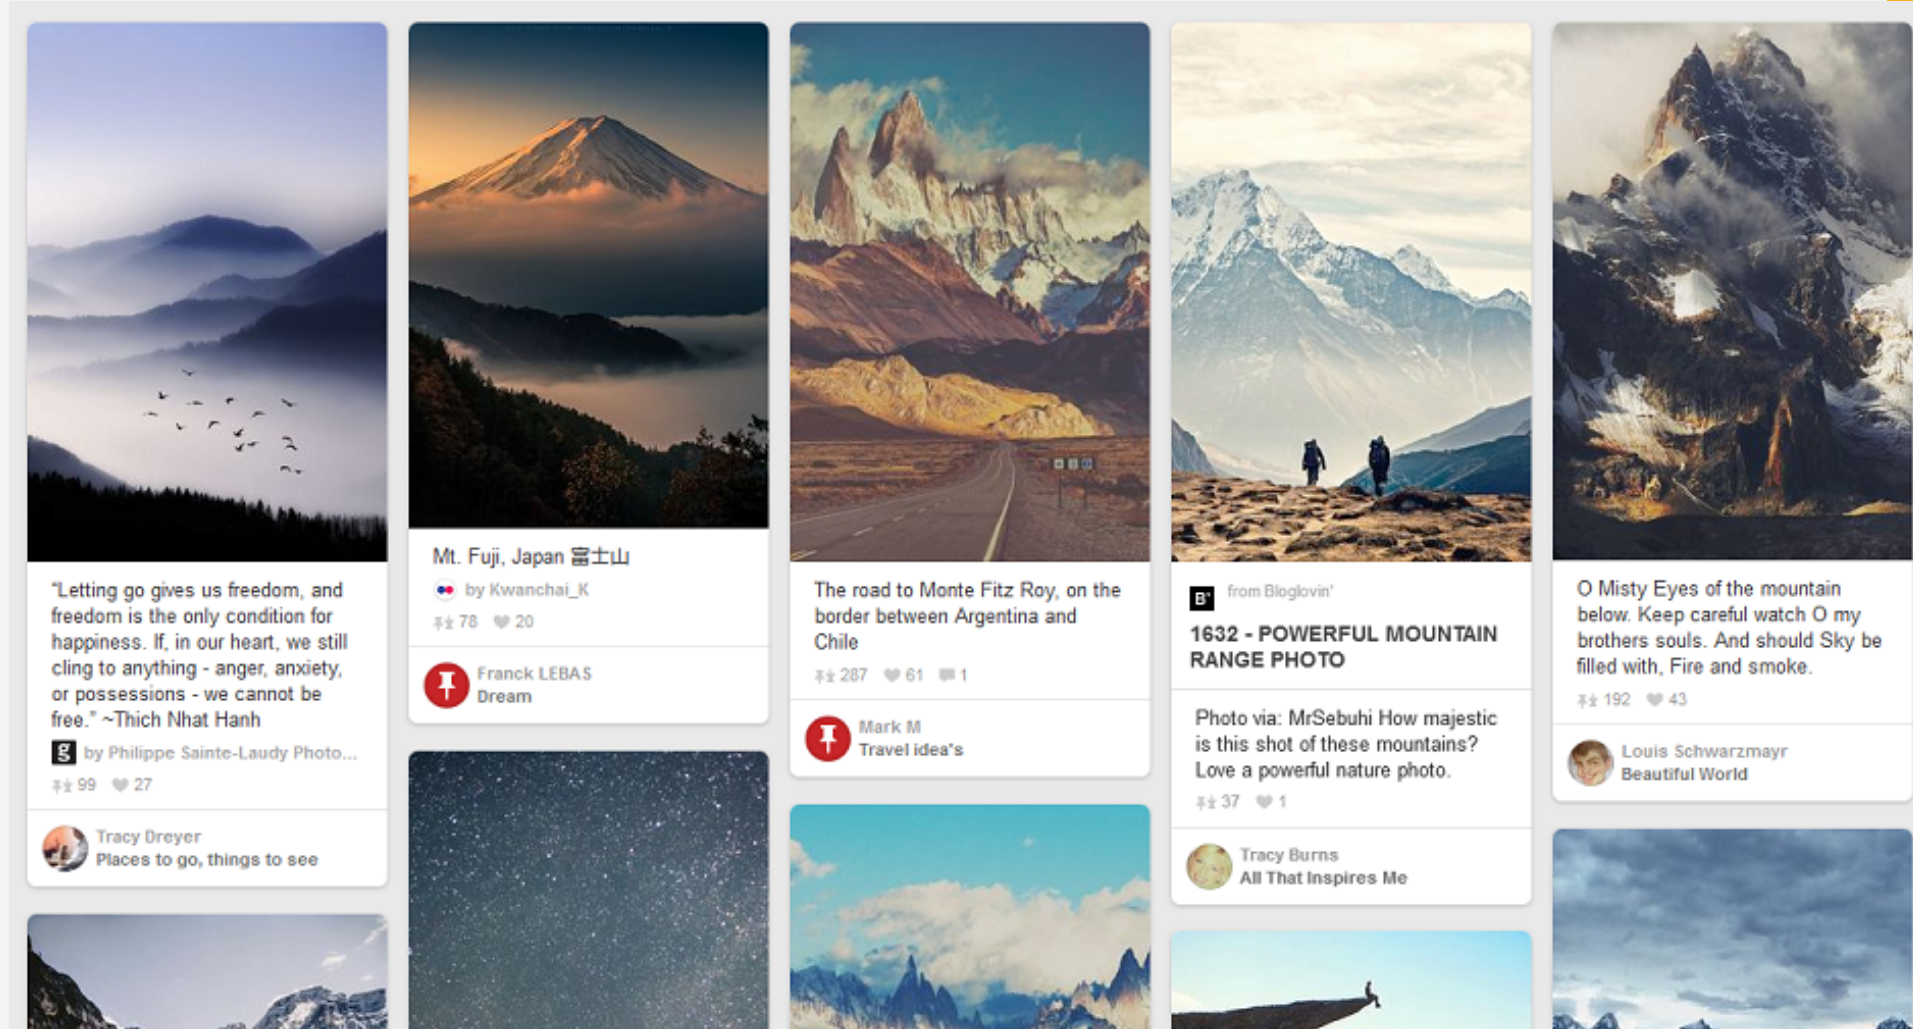 "Letting go gives us freedom, and
freedom is the only condition for
happiness. If, in our heart, we still
cling to anything - anger, anxiety,
or possessions - we cannot be
free." ~Thich Nhat Hanh
g by Philippe Sainte-Laudy Photo...
99 27
Tracy Dreyer
Places to go, things to see
Mt. Fuji, Japan 富士山
by Kwanchai_K
78 20
Franck LEBAS
Dream
The road to Monte Fitz Roy, on the
border between Argentina and
Chile
287 61 1
Mark M
Travel idea's
B' from Bloglovin'
1632 - POWERFUL MOUNTAIN
RANGE PHOTO
Photo via: MrSebuhi How majestic
is this shot of these mountains?
Love a powerful nature photo.
37 1
Tracy Burns
All That Inspires Me
O Misty Eyes of the mountain
below. Keep careful watch O my
brothers souls. And should Sky be
filled with, Fire and smoke.
192 43
Louis Schwarzmayr
Beautiful World